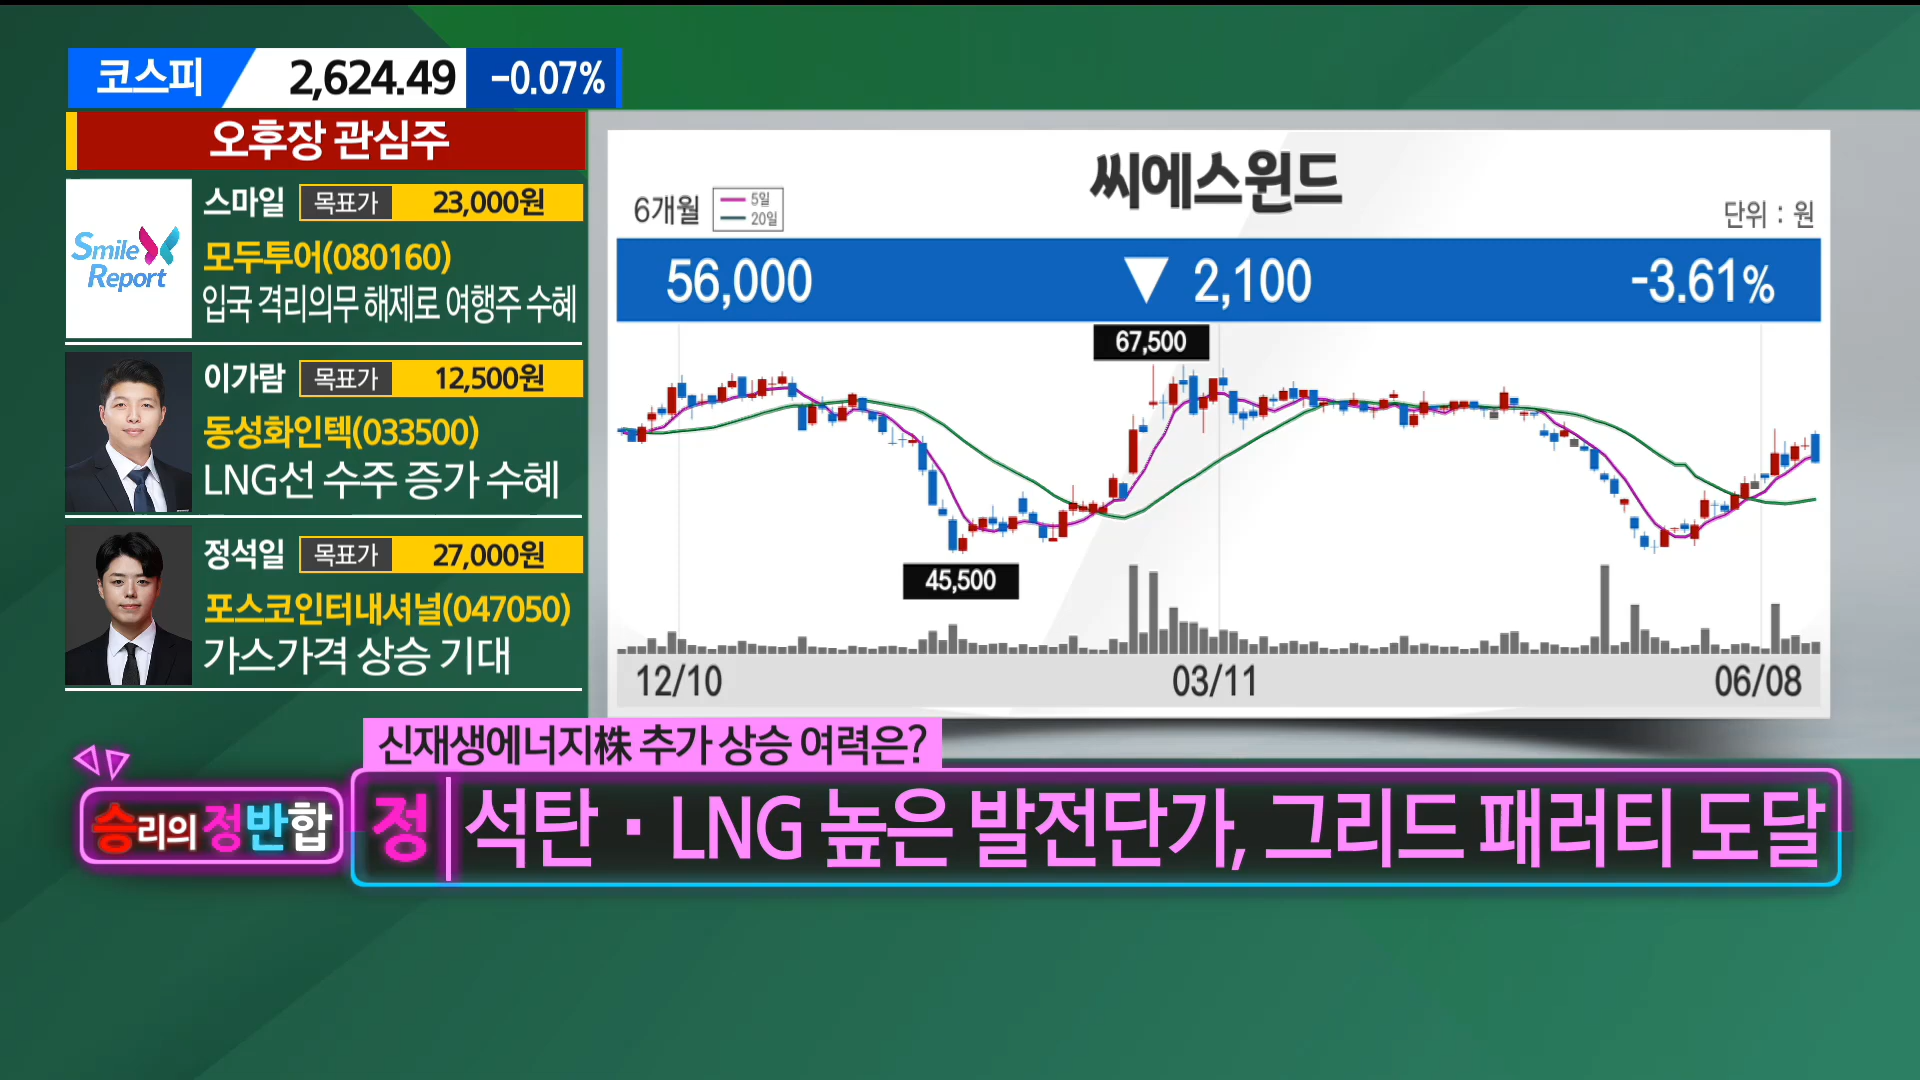 코스피 2,624.49 -0.07%
오후장 관심주
Smile
Report
스마일 목표가 23,000원
모두투어(080160)
입국 격리의무 해제로 여행주 수혜
이가람 목표가 12,500원
동성화인텍(033500)
LNG선 수주 증가 수혜
정석일 목표가 27,000원
포스코인터내셔널(047050)
가스가격 상승 기대
씨에스윈드
6개월
5일
20일
단위 : 원
56,000 ▼ 2,100 -3.61%
67,500
45,500
12/10 03/11 06/08
신재생에너지株 추가 상승 여력은?
승리의 정반합
정 석탄·LNG 높은 발전단가, 그리드 패러티 도달